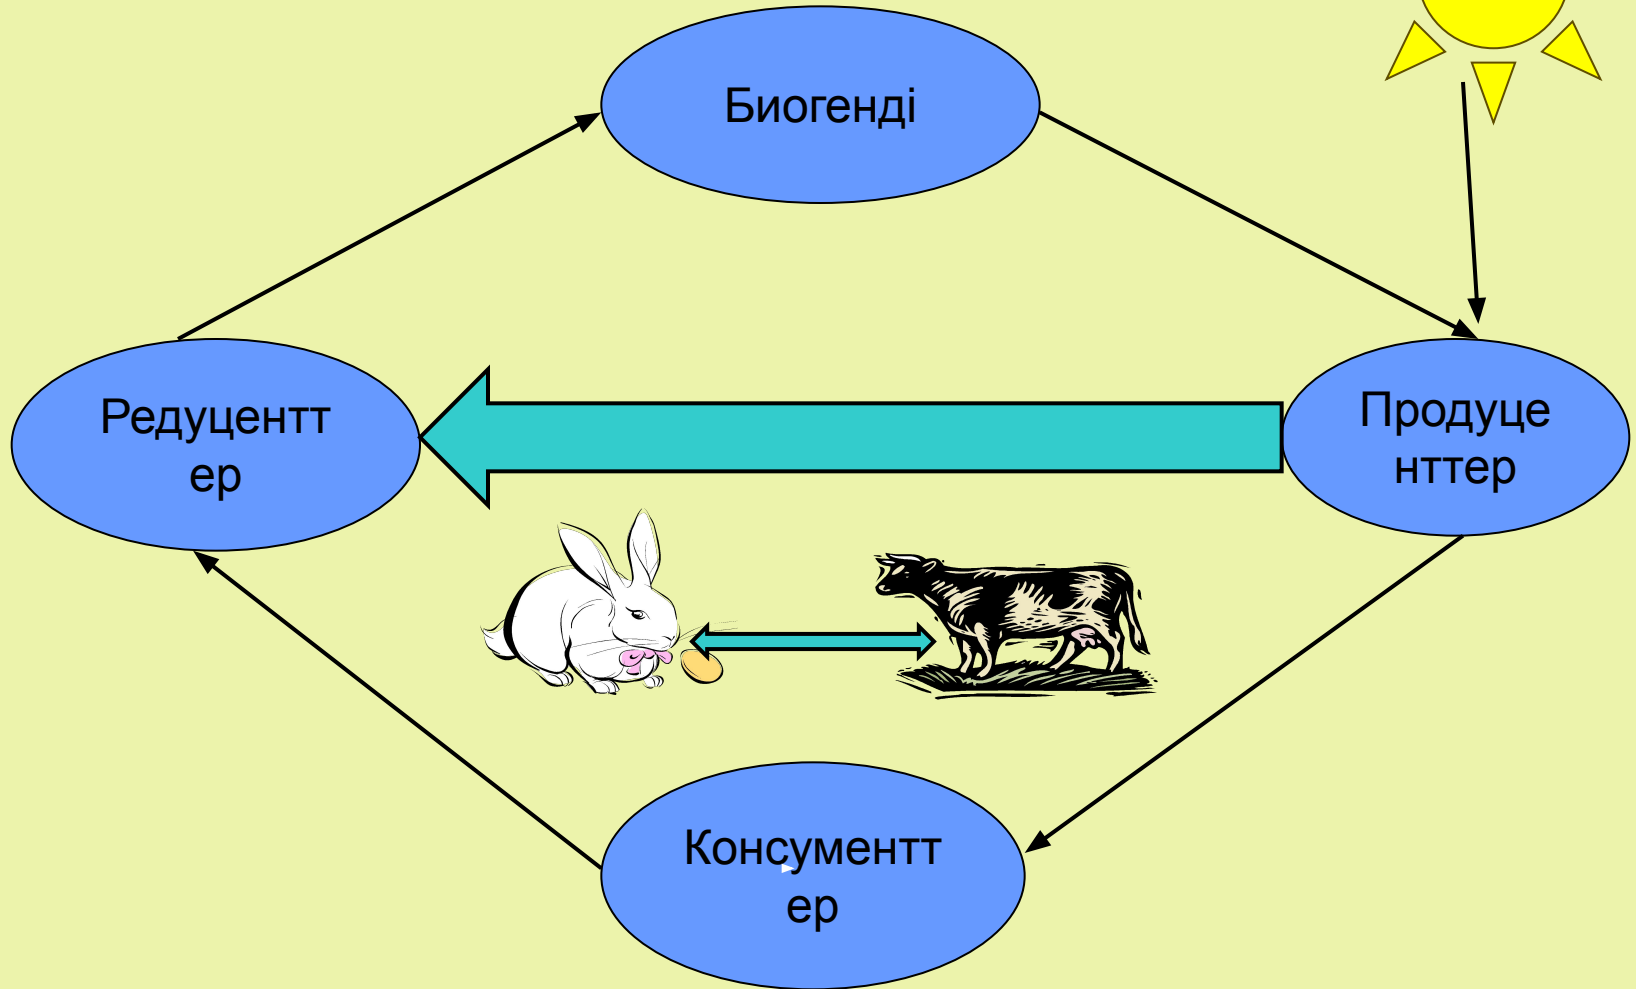 Биогенді
Редуцентт
ер
Продуце
нттер
Консументт
ер